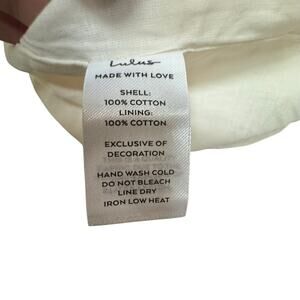 Lulus
MADE WITH LOVE
SHELL:
100% COTTON
LINING:
100% COTTON
EXCLUSIVE OF
DECORATION
HAND WASH COLD
DO NOT BLEACH
LINE DRY
IRON LOW HEAT